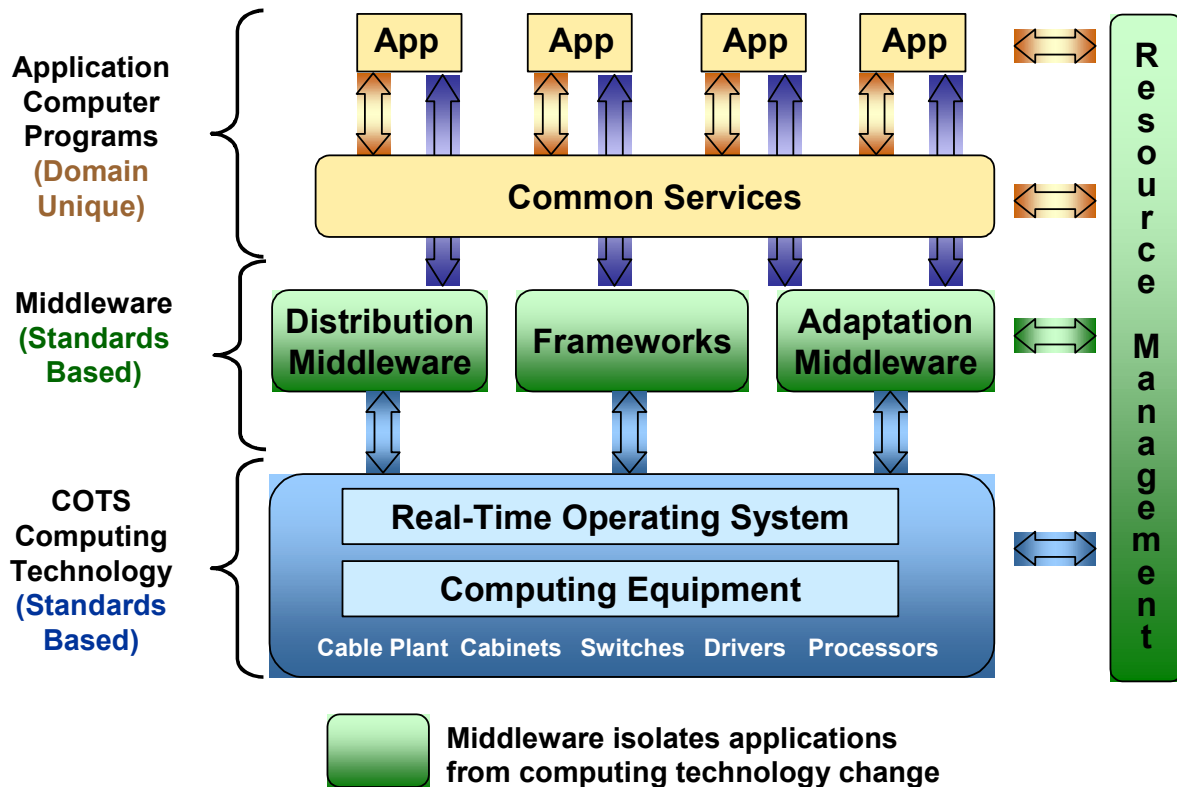 App
App
App
App
Application
Computer
Programs
(Domain
Unique)
Common Services
Middleware
(Standards
Based)
Distribution
Middleware
Frameworks
Adaptation
Middleware
COTS
Computing
Technology
(Standards
Based)
Real-Time Operating System
Computing Equipment
Cable Plant Cabinets Switches Drivers Processors
Resource Management
Middleware isolates applications
from computing technology change